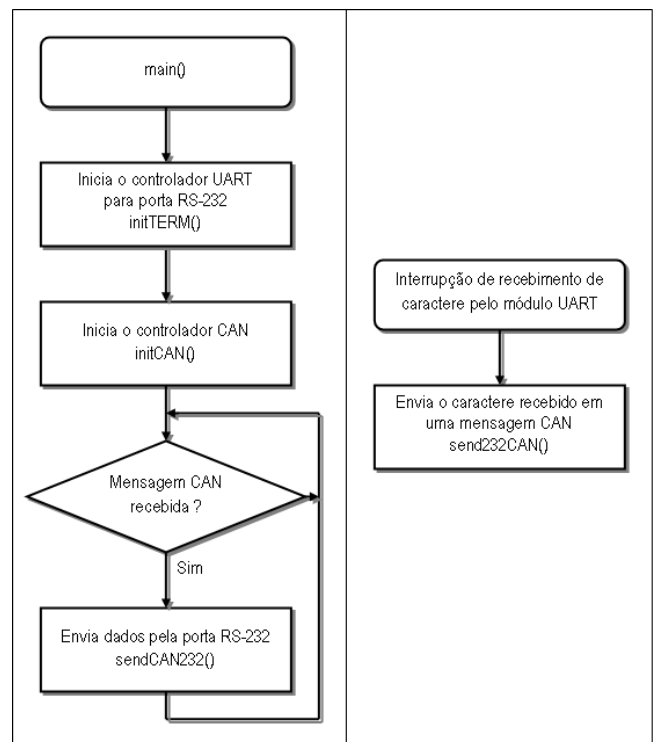 main()
Inicia o controlador UART
para porta RS-232
initTERM()
Inicia o controlador CAN
initCAN()
Mensagem CAN
recebida ?
Sim
Envia dados pela porta RS-232
sendCAN232()
Interrupção de recebimento de
caractere pelo módulo UART
Envia o caractere recebido em
uma mensagem CAN
send232CAN()